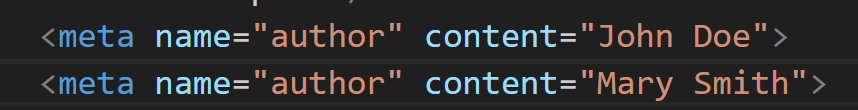 <meta name="author" content="John Doe">
<meta name="author" content="Mary Smith">